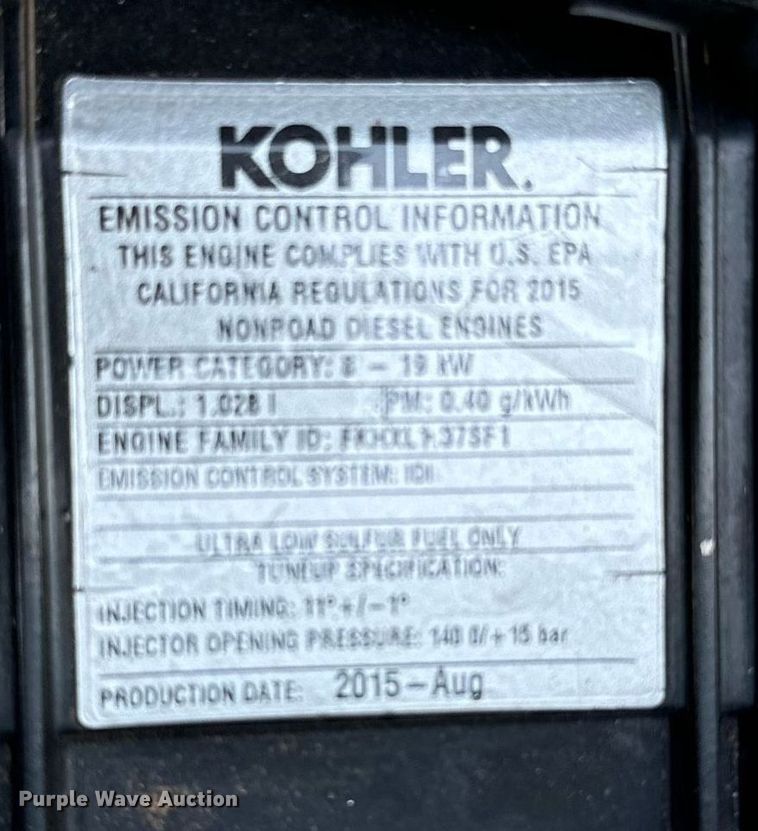 KOHLER.
EMISSION CONTROL INFORMATION
THIS ENGINE COMPLIES WITH U.S. EPA
CALIFORNIA REGULATIONS FOR 2015
NONROAD DIESEL ENGINES
POWER CATEGORY: 8 - 19 kW
DISPL.: 1.028 l PM: 0.40 g/kWh
ENGINE FAMILY ID:
EMISSION CONTROL SYSTEM: IDI
ULTRA LOW SULFUR FUEL ONLY
TUNEUP SPECIFICATION:
INJECTION TIMING: 11° +/- 1°
INJECTOR OPENING PRESSURE: 140 0/+ 15 bar
PRODUCTION DATE: 2015-Aug
Purple Wave Auction